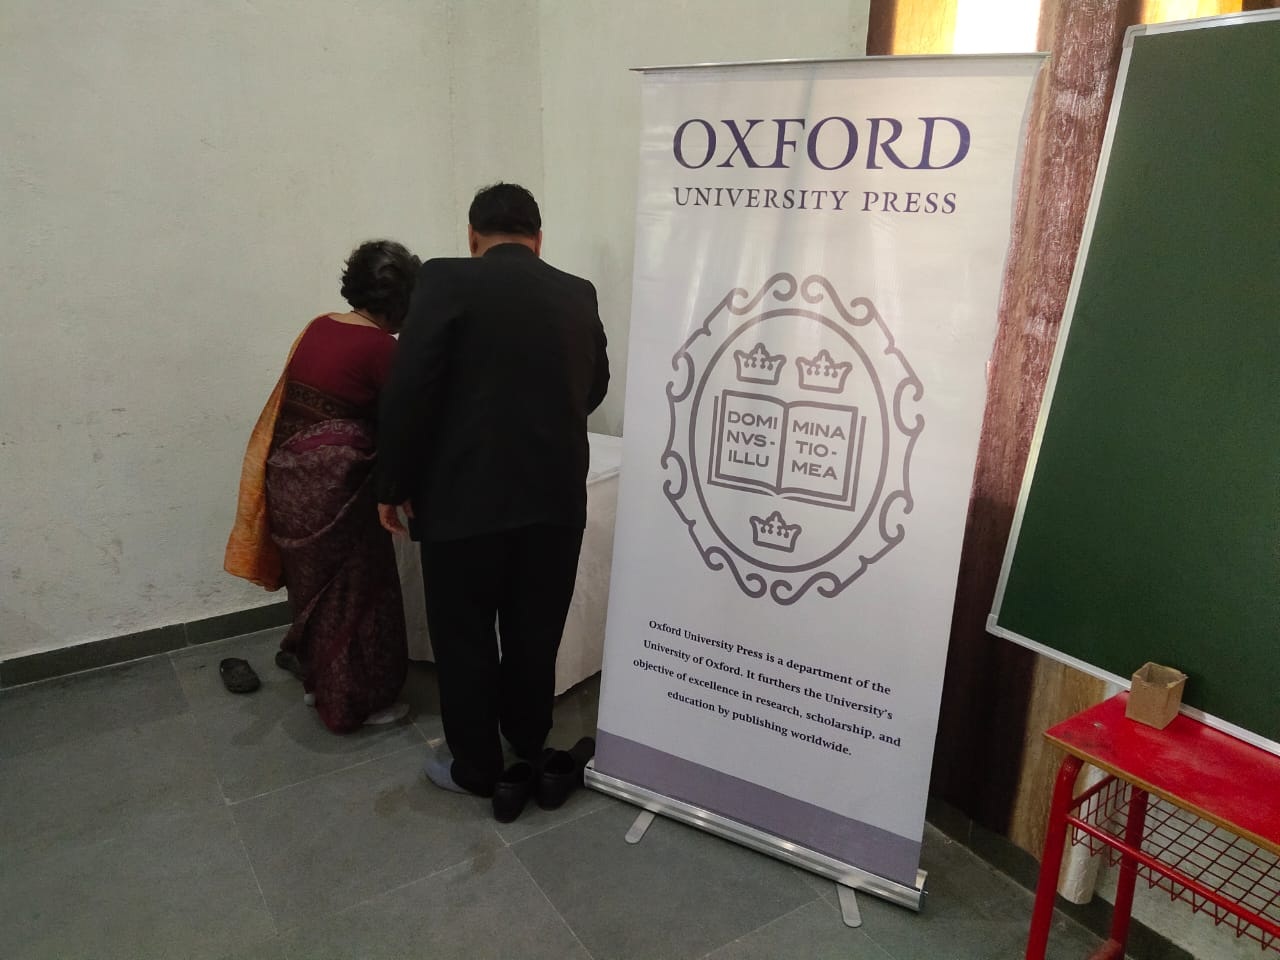 OXFORD
UNIVERSITY PRESS
DOMI
NVS-
ILLU
MINA
TIO-
MEA
Oxford University Press is a department of the
University of Oxford. It furthers the University's
objective of excellence in research, scholarship, and
education by publishing worldwide.